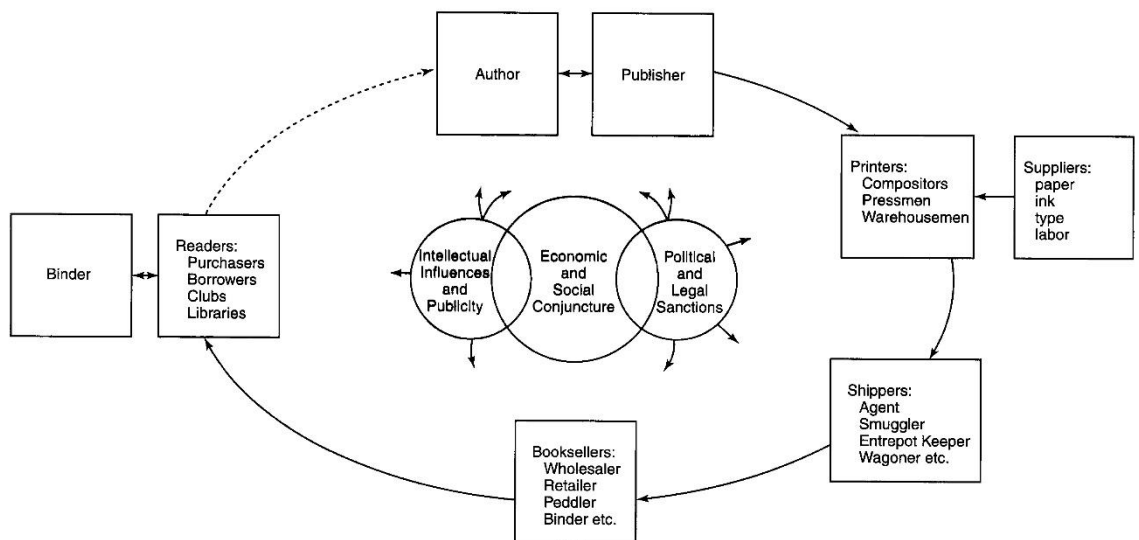 Author
Publisher
Printers:
Compositors
Pressmen
Warehousemen
Suppliers:
paper
ink
type
labor
Binder
Readers:
Purchasers
Borrowers
Clubs
Libraries
Intellectual
Influences
and
Publicity
Economic
and
Social
Conjuncture
Political
and
Legal
Sanctions
Shippers:
Agent
Smuggler
Entrepot Keeper
Wagoner etc.
Booksellers:
Wholesaler
Retailer
Peddler
Binder etc.